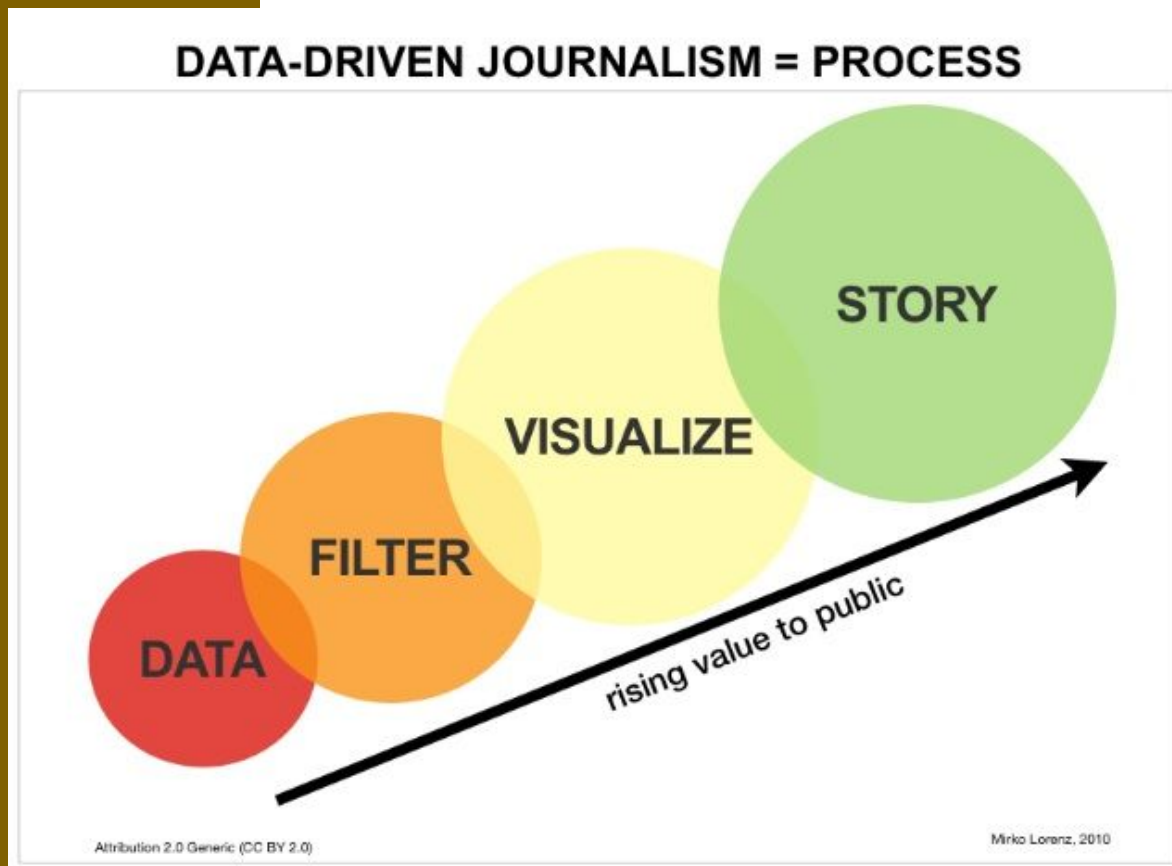 DATA-DRIVEN JOURNALISM = PROCESS
STORY
VISUALIZE
FILTER
DATA
rising value to public
Attribution 2.0 Generic (CC BY 2.0)
Mirko Lorenz, 2010